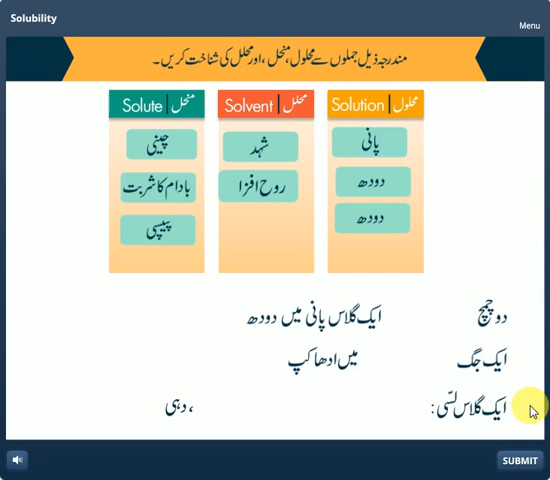 Solubility
Menu
مندرجہ ذیل جملوں سے محلول، منحل، اور محلل کی شناخت کریں۔
محلول | Solution
محلل | Solvent
منحل | Solute
پانی
دودھ
دودھ
شہد
روح افزا
چینی
بادام کا شربت
پیپسی
دو چمچ ایک گلاس پانی میں دودھ
ایک جگ میں ادھا کپ
ایک گلاس لسّی: ، دہی
SUBMIT